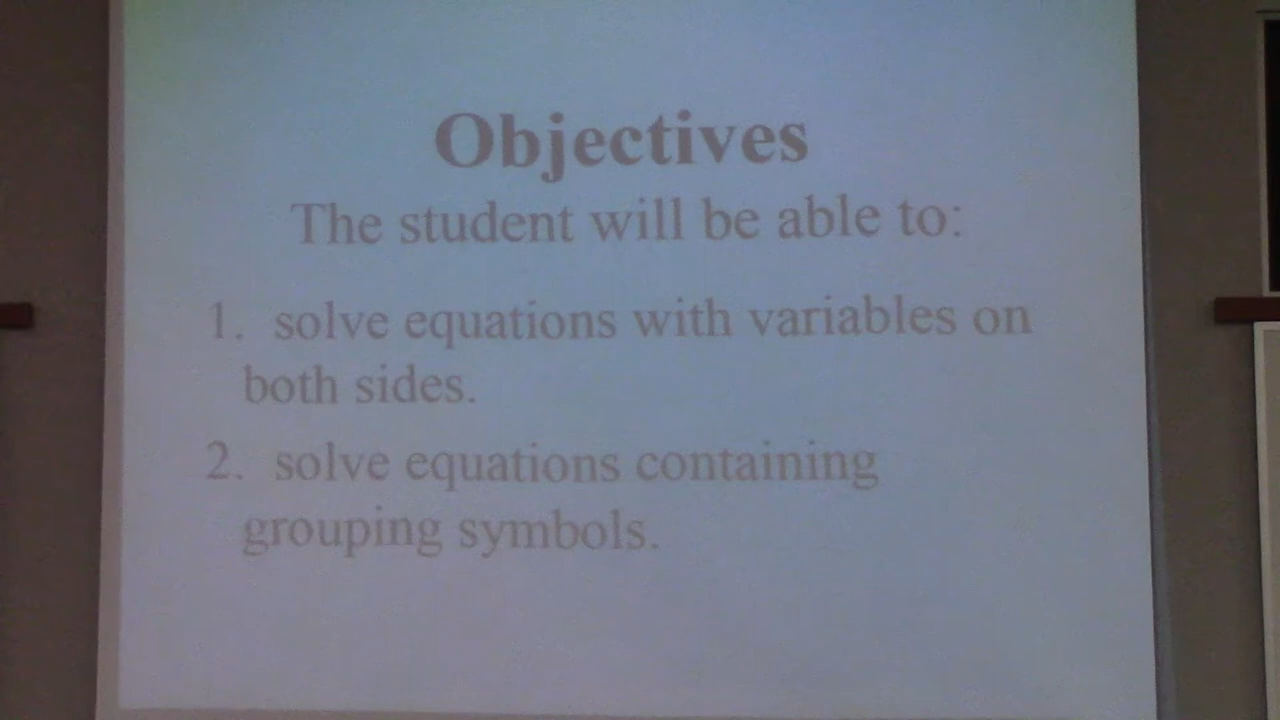 Objectives
The student will be able to:
1. solve equations with variables on
both sides.
2. solve equations containing
grouping symbols.